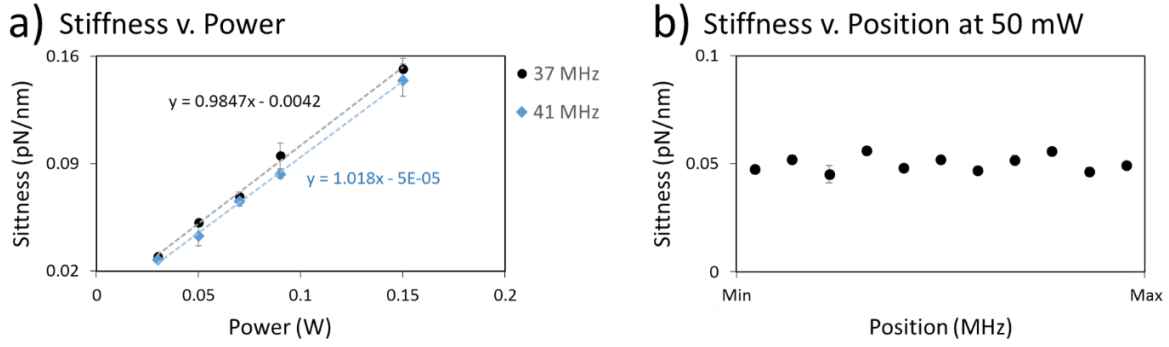 a) Stiffness v. Power
0.16
0.09
0.02
Sittness (pN/nm)
y = 0.9847x - 0.0042
y = 1.018x - 5E-05
0
0.05
0.1
0.15
0.2
Power (W)
37 MHz
41 MHz
b) Stiffness v. Position at 50 mW
0.1
0.05
0
Sittness (pN/nm)
Min
Max
Position (MHz)